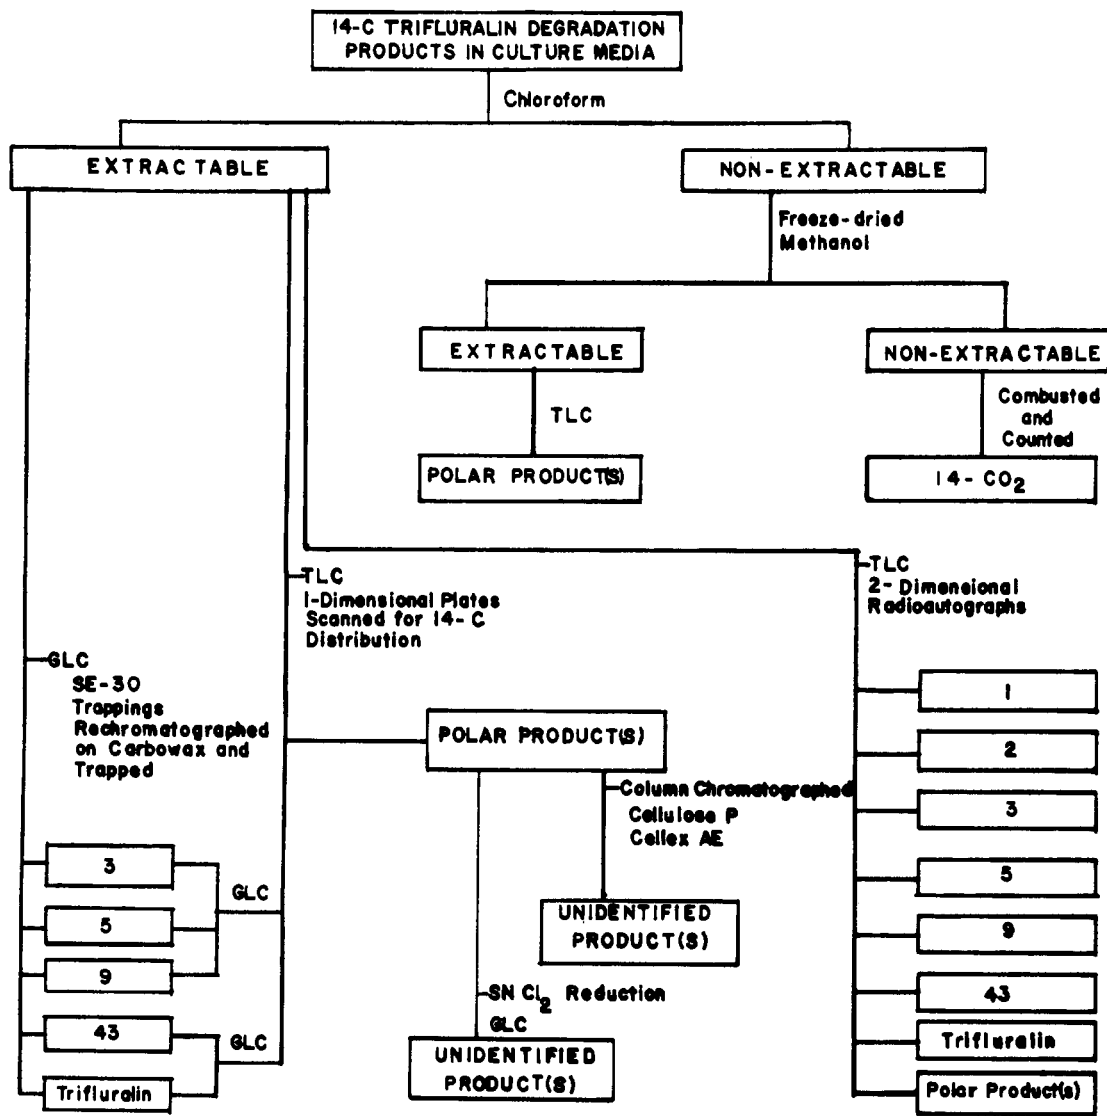 14-C TRIFLURALIN DEGRADATION
PRODUCTS IN CULTURE MEDIA
Chloroform
EXTRACTABLE
NON-EXTRACTABLE
Freeze-dried
Methanol
EXTRACTABLE
NON-EXTRACTABLE
TLC
Combusted
and
Counted
POLAR PRODUCT(S)
14-CO₂
TLC
1-Dimensional Plates
Scanned for 14-C
Distribution
TLC
2-Dimensional
Radioautographs
GLC
SE-30
Trappings
Rechromatographed
on Carbowax and
Trapped
POLAR PRODUCT(S)
Column Chromatographed
Cellulose P
Cellex AE
UNIDENTIFIED
PRODUCT(S)
SN Cl₂ Reduction
GLC
UNIDENTIFIED
PRODUCT(S)
3
5
9
GLC
43
Trifluralin
GLC
1
2
3
5
9
43
Trifluralin
Polar Product(s)